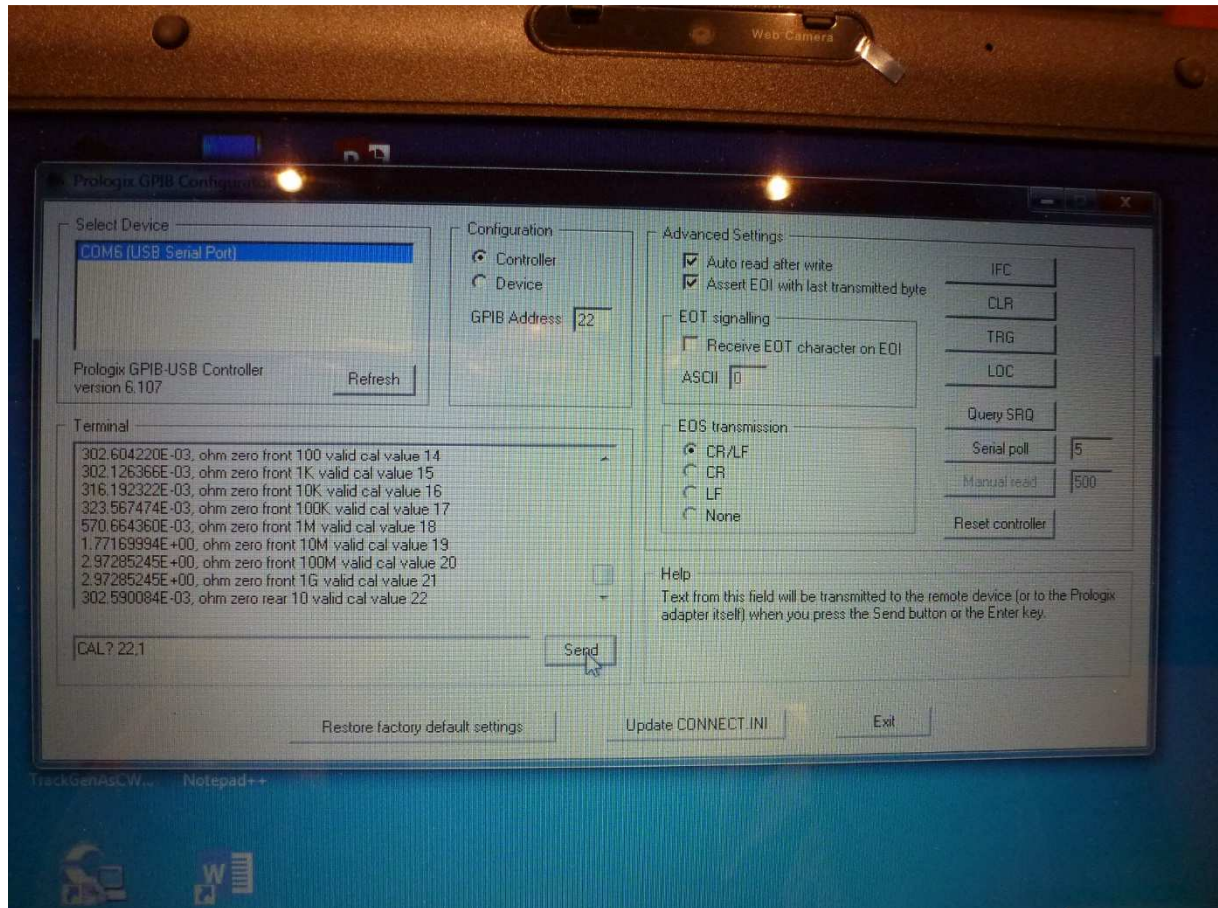 Web Camera
Prologix GPIB Configurator
Select Device
COM6 (USB Serial Port)
Prologix GPIB-USB Controller
version 6.107
Refresh
Configuration
Controller
Device
GPIB Address 22
Advanced Settings
Auto read after write
Assert EOI with last transmitted byte
EOT signalling
Receive EOT character on EOI
ASCII 0
EOS transmission
CR/LF
CR
LF
None
IFC
CLR
TRG
LOC
Query SRQ
Serial poll 5
Manual read 500
Reset controller
Terminal
302.604220E-03, ohm zero front 100 valid cal value 14
302.126366E-03, ohm zero front 1K valid cal value 15
316.192322E-03, ohm zero front 10K valid cal value 16
323.567474E-03, ohm zero front 100K valid cal value 17
570.664360E-03, ohm zero front 1M valid cal value 18
1.77169994E+00, ohm zero front 10M valid cal value 19
2.97285245E+00, ohm zero front 100M valid cal value 20
2.97285245E+00, ohm zero front 1G valid cal value 21
302.590084E-03, ohm zero rear 10 valid cal value 22
CAL? 22,1
Send
Help
Text from this field will be transmitted to the remote device (or to the Prologix
adapter itself) when you press the Send button or the Enter key.
Restore factory default settings
Update CONNECT.INI
Exit
TrackGenAsCW...
Notepad++
W